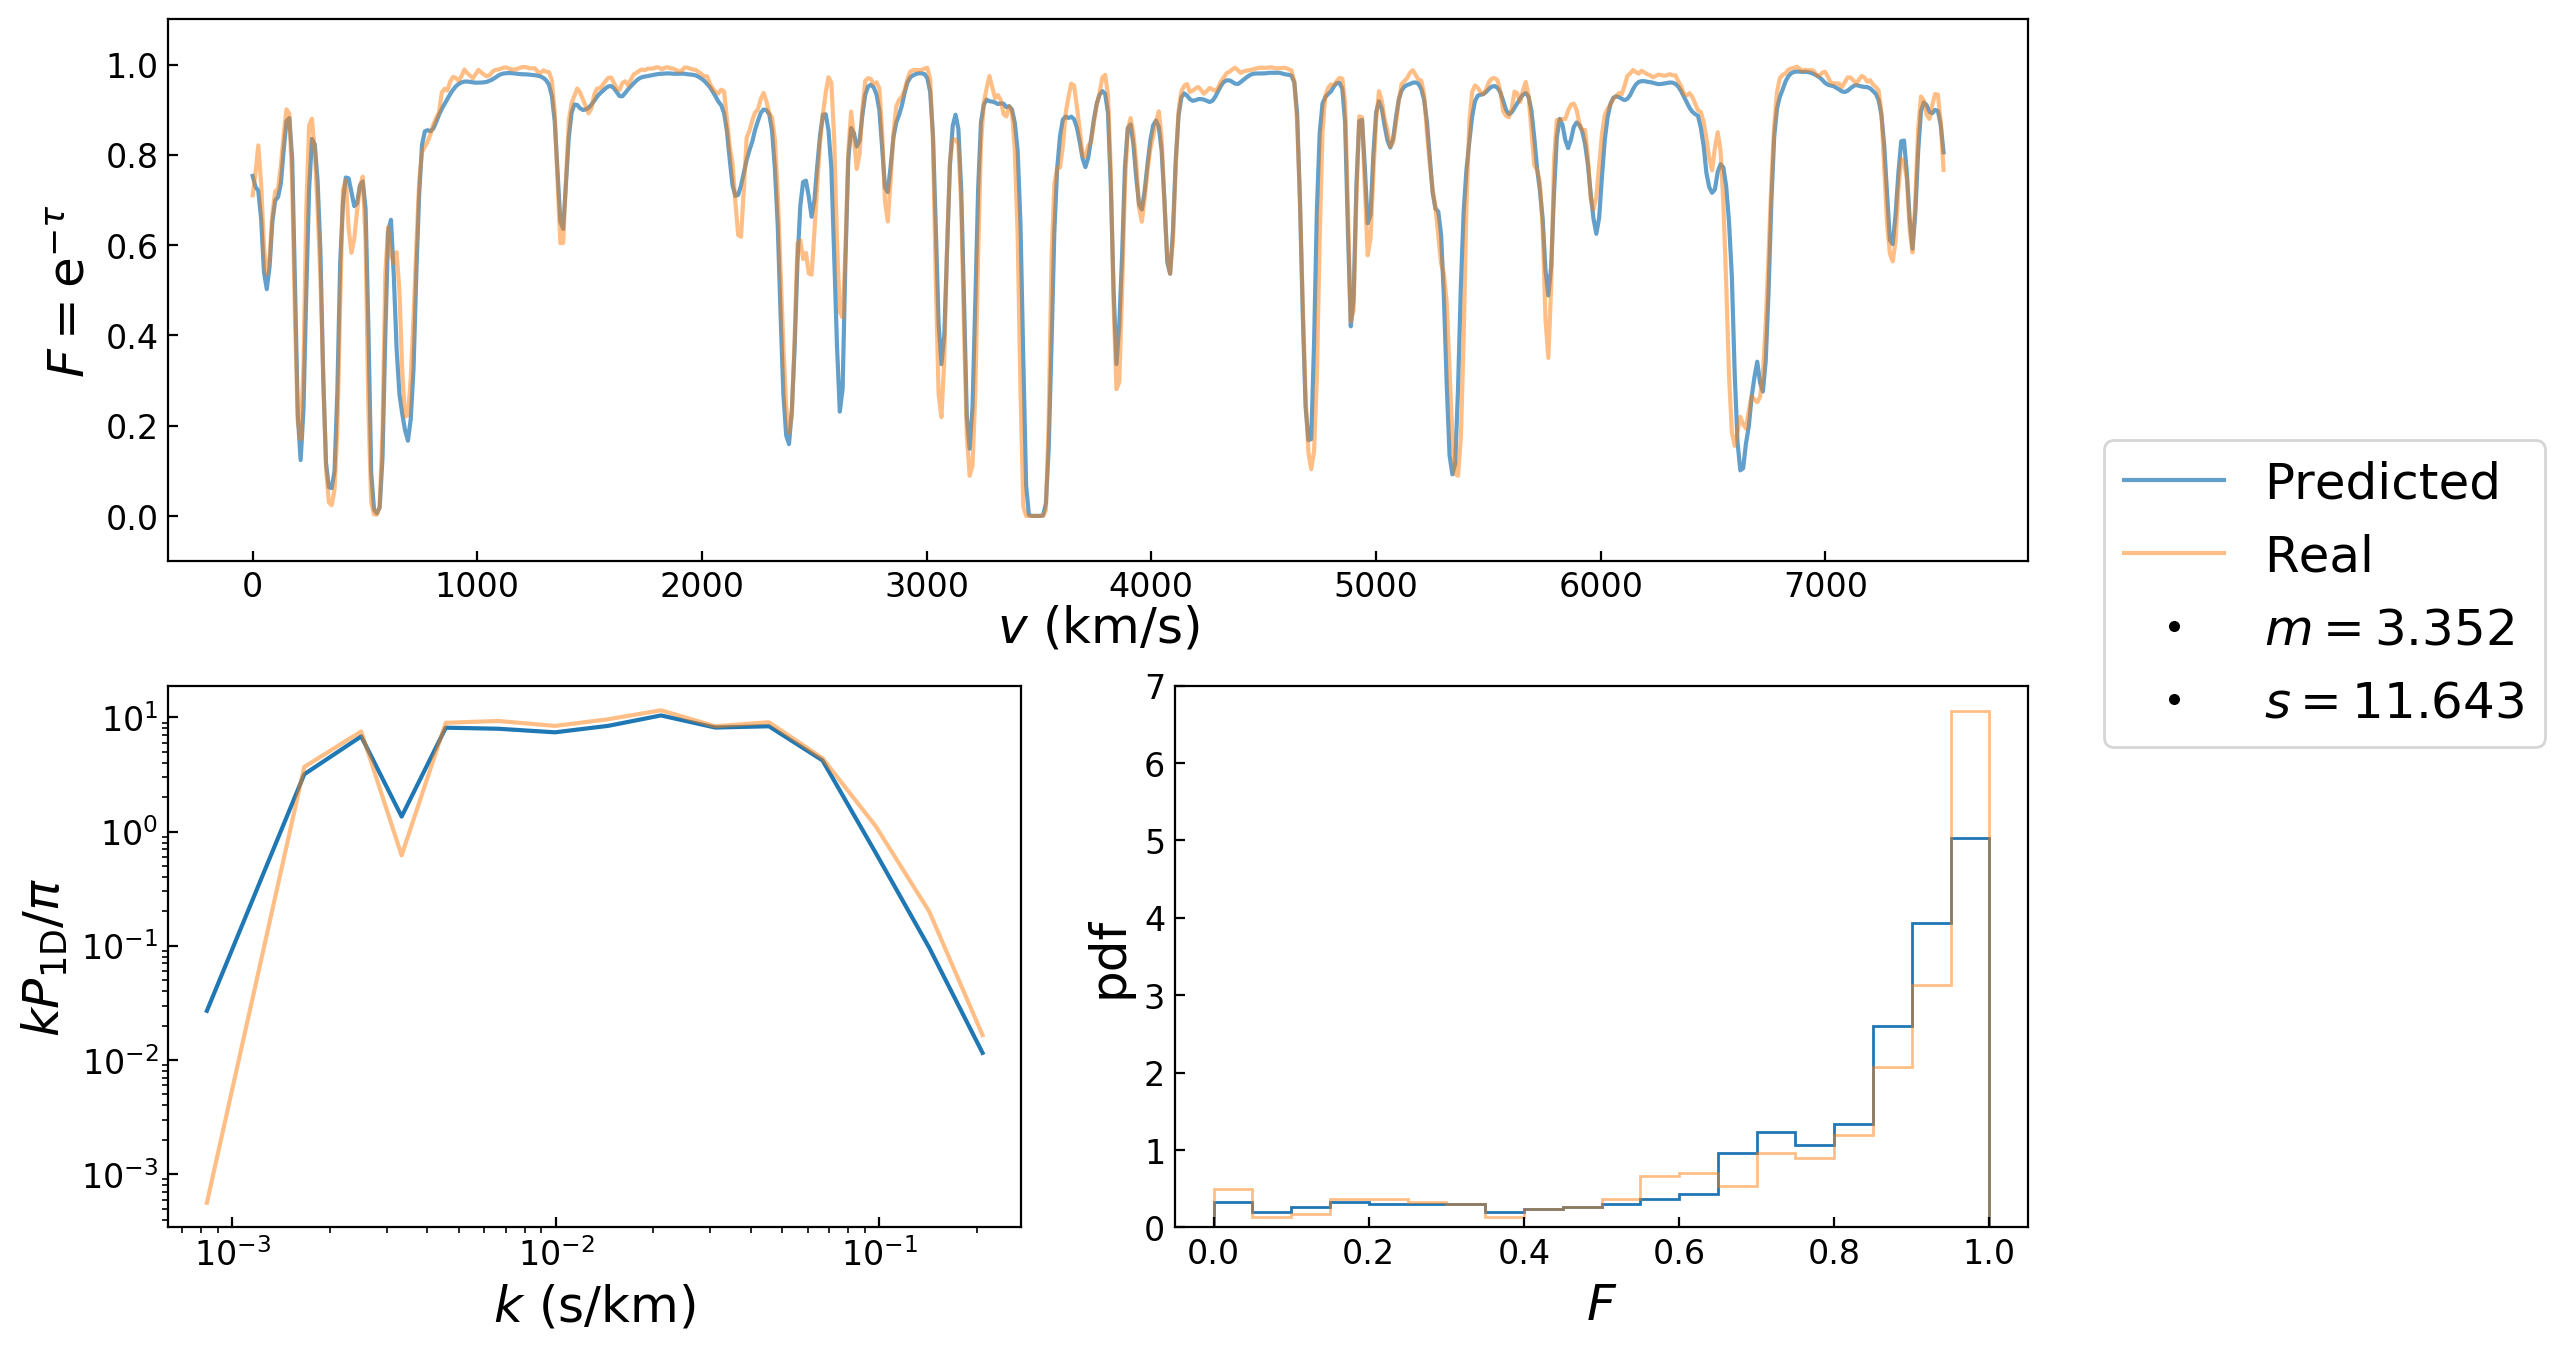 1.0
0.8
0.6
0.4
0.2
0.0
F = e^{−τ}
0 1000 2000 3000 4000 5000 6000 7000
v (km/s)
Predicted
Real
m = 3.352
s = 11.643
10^1
10^0
10^{−1}
10^{−2}
10^{−3}
kP_{1D}/π
10^{−3} 10^{−2} 10^{−1}
k (s/km)
7
6
5
4
3
2
1
0
pdf
0.0 0.2 0.4 0.6 0.8 1.0
F